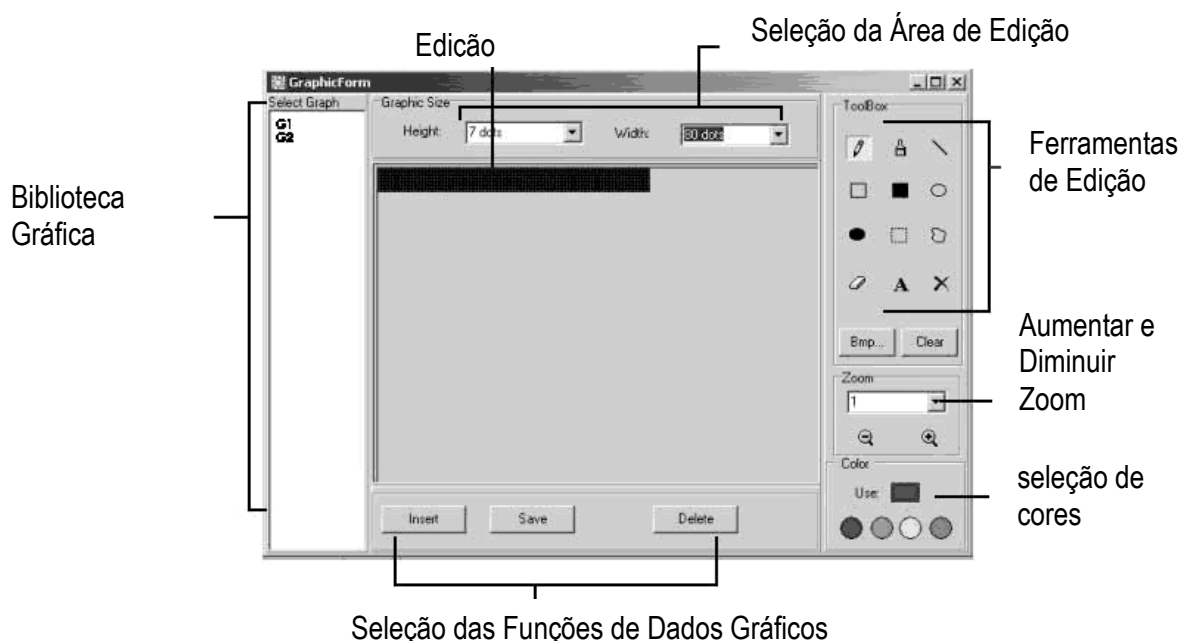 Seleção da Área de Edição
Edicão
GraphicForm
Select Graph
G1
G2
Graphic Size
Height:
7 dots
Width:
80 dots
ToolBox
A
Bmp...
Clear
Zoom
1
Color
Use:
Insert
Save
Delete
Biblioteca
Gráfica
Ferramentas
de Edição
Aumentar e
Diminuir
Zoom
seleção de
cores
Seleção das Funções de Dados Gráficos